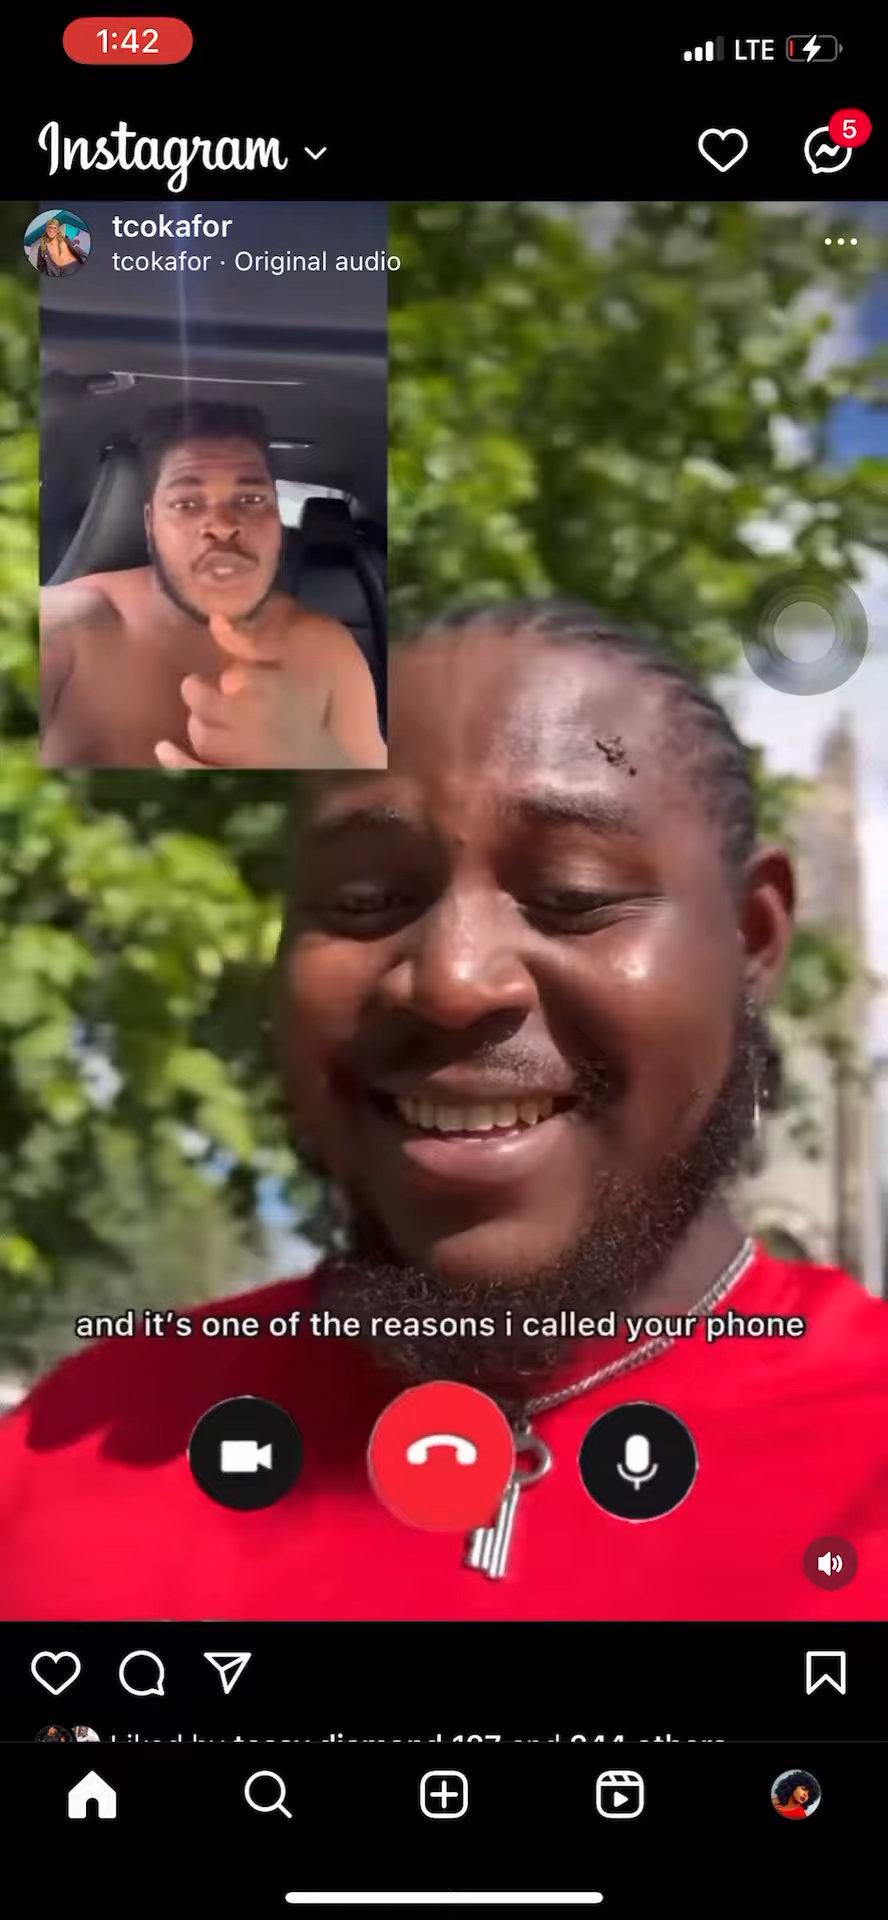 1:42
LTE
Instagram
5
tcokafor
tcokafor · Original audio
and it's one of the reasons i called your phone